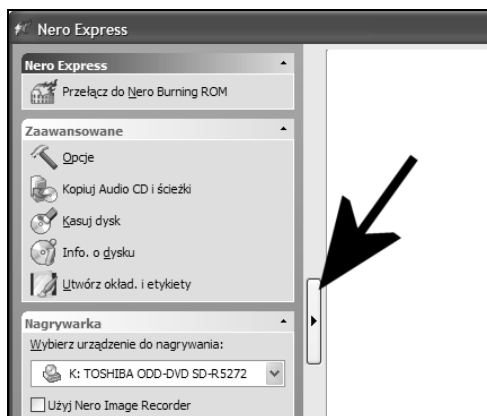 Nero Express
Nero Express
Przełącz do Nero Burning ROM
Zaawansowane
Opcje
Kopiuj Audio CD i ścieżki
Kasuj dysk
Info. o dysku
Utwórz okład. i etykiety
Nagrywarka
Wybierz urządzenie do nagrywania:
K: TOSHIBA ODD-DVD SD-R5272
Użyj Nero Image Recorder